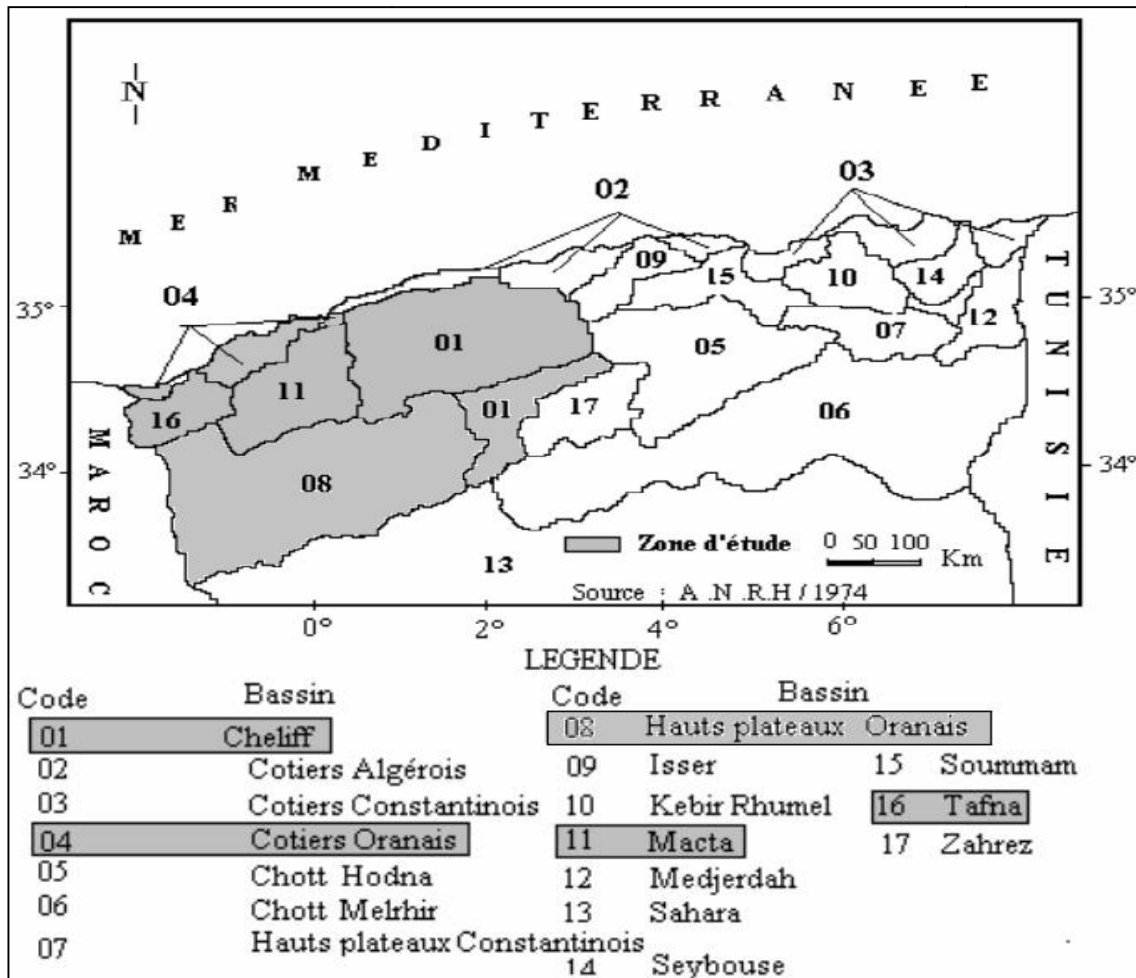 N
MER MEDITERRANEE
02
03
09
15
10
14
04
35°
35°
12
01
07
05
11
01
17
16
06
34°
34°
08
MAROC
TUNISIE
Zone d'étude
0 50 100
Km
13
Source : A .N .R.H / 1974
0°
2°
4°
6°
LEGENDE
Code Bassin Code Bassin
01 Cheliff 08 Hauts plateaux Oranais
02 Cotiers Algérois 09 Isser 15 Soummam
03 Cotiers Constantinois 10 Kebir Rhumel 16 Tafna
04 Cotiers Oranais 11 Macta 17 Zahrez
05 Chott Hodna 12 Medjerdah
06 Chott Melrhir 13 Sahara
07 Hauts plateaux Constantinois
14 Seybouse